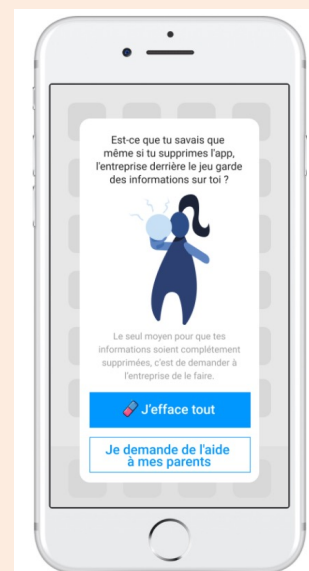 Est-ce que tu savais que
même si tu supprimes l'app,
l'entreprise derrière le jeu garde
des informations sur toi ?
Le seul moyen pour que tes
informations soient complétement
supprimées, c'est de demander à
l'entreprise de le faire.
J'efface tout
Je demande de l'aide
à mes parents